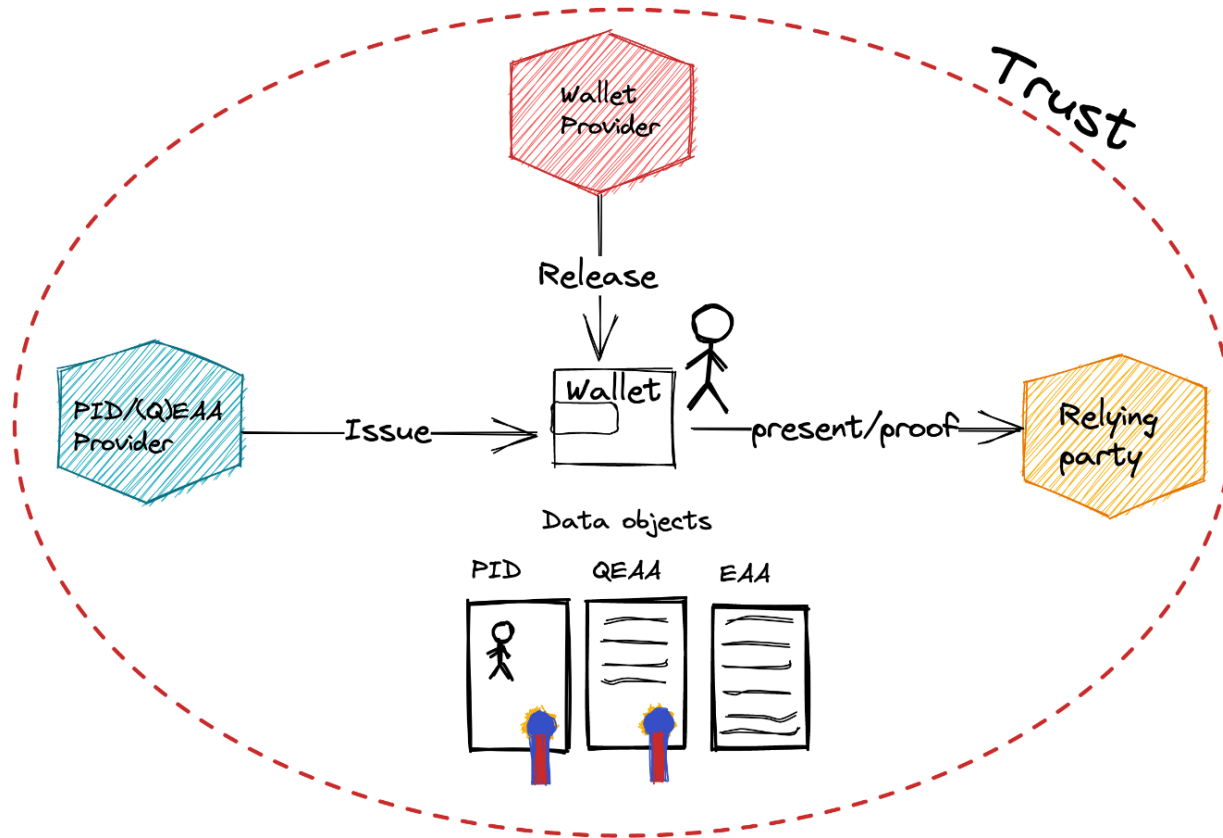 Trust
Wallet
Provider
Release
Wallet
PID/(Q)EAA
Provider
Issue
present/proof
Relying
party
Data objects
PID
QEAA
EAA